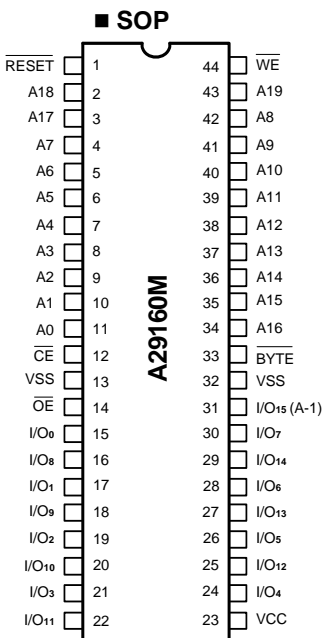 ■ SOP
RESET 1 44 WE
A18 2 43 A19
A17 3 42 A8
A7 4 41 A9
A6 5 40 A10
A5 6 39 A11
A4 7 38 A12
A3 8 37 A13
A2 9 36 A14
A1 10 35 A15
A0 11 34 A16
CE 12 33 BYTE
VSS 13 32 VSS
OE 14 31 I/O15 (A-1)
I/O0 15 30 I/O7
I/O8 16 29 I/O14
I/O1 17 28 I/O6
I/O9 18 27 I/O13
I/O2 19 26 I/O5
I/O10 20 25 I/O12
I/O3 21 24 I/O4
I/O11 22 23 VCC
A29160M